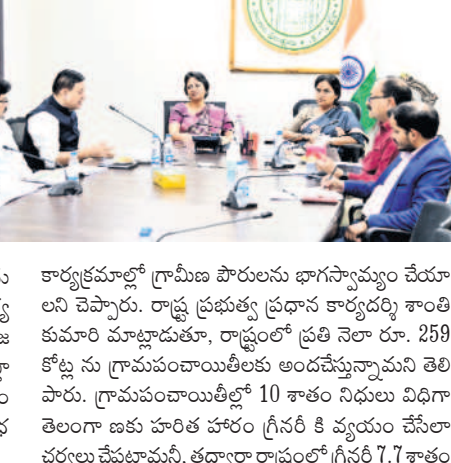 కార్యక్రమాల్లో గ్రామీణ పౌరులను భాగస్వామ్యం చేయా
లని చెప్పారు. రాష్ట్ర ప్రభుత్వ ప్రధాన కార్యదర్శి శాంతి
కుమారి మాట్లాడుతూ, రాష్ట్రంలో ప్రతి నెలా రూ. 259
కోట్ల ను గ్రామపంచాయితీలకు అందచేస్తున్నామని తెలి
పారు. గ్రామపంచాయితీల్లో 10 శాతం నిధులు విధిగా
తెలంగా ణకు హరిత హారం గ్రీనరీ కి వ్యయం చేసేలా
చర్యలు చేపట్టామనీ, తద్వారా రాష్ట్రంలో గ్రీనరీ 7.7 శాతం